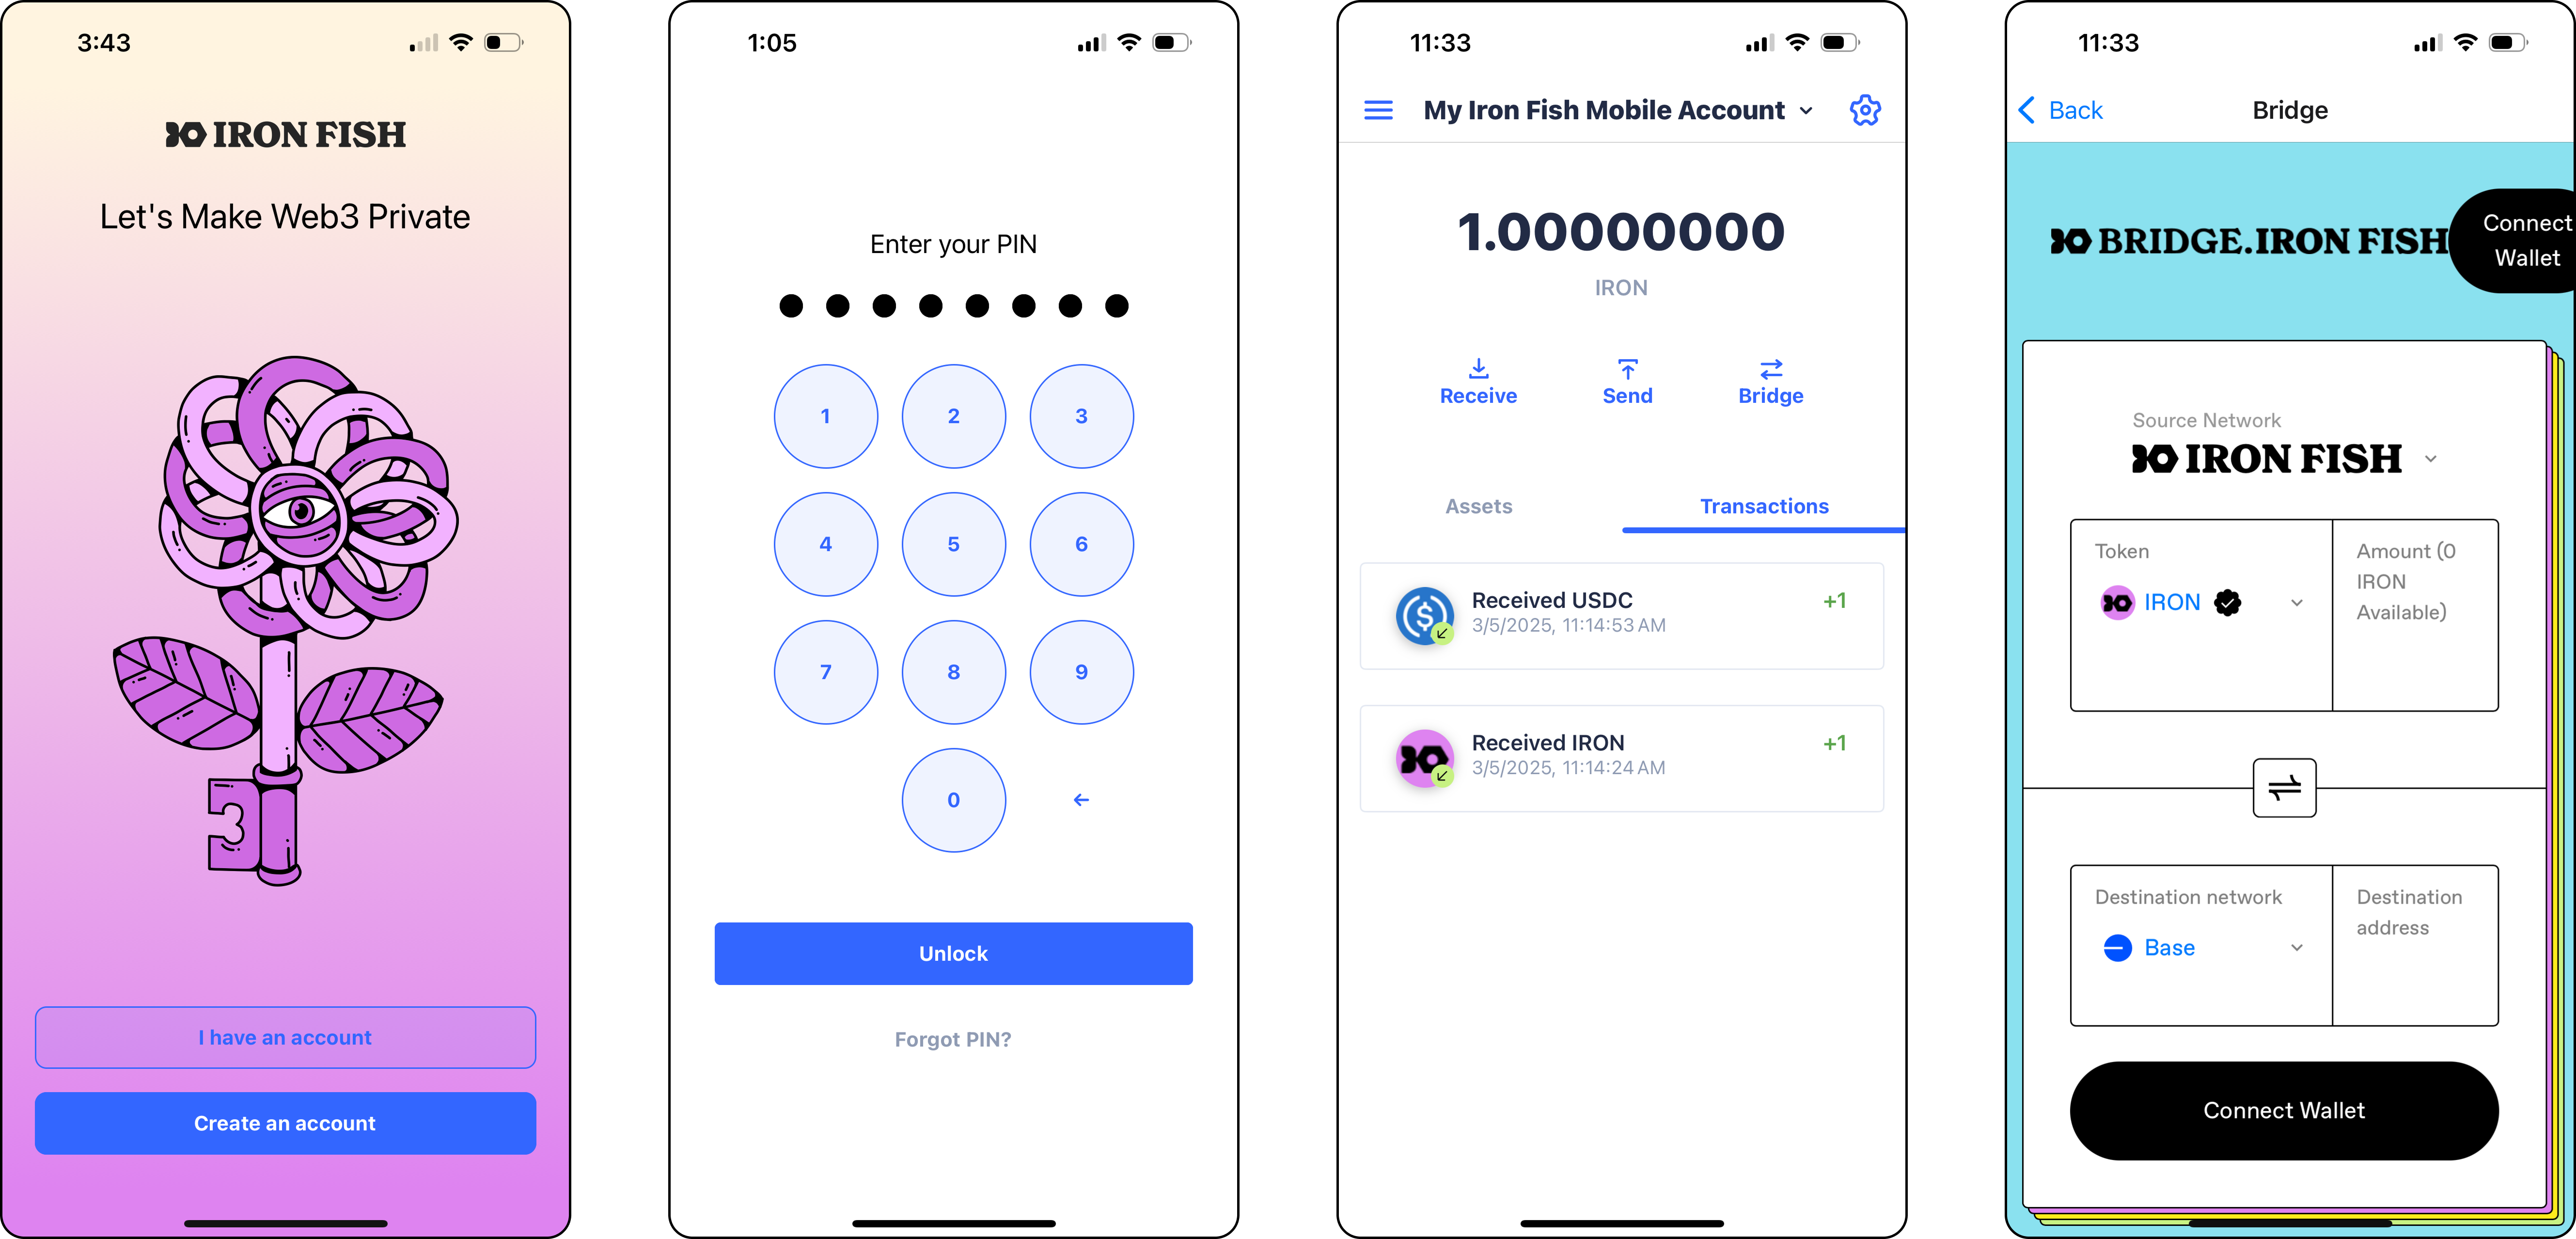 3:43
IRON FISH
Let's Make Web3 Private
3
I have an account
Create an account
1:05
Enter your PIN
1 2 3
4 5 6
7 8 9
0 ←
Unlock
Forgot PIN?
11:33
My Iron Fish Mobile Account
1.00000000
IRON
Receive Send Bridge
Assets Transactions
Received USDC +1
3/5/2025, 11:14:53 AM
Received IRON +1
3/5/2025, 11:14:24 AM
11:33
Back Bridge
BRIDGE.IRON FISH
Connect
Wallet
Source Network
IRON FISH
Token
IRON
Amount (0
IRON
Available)
Destination network
Base
Destination
address
Connect Wallet